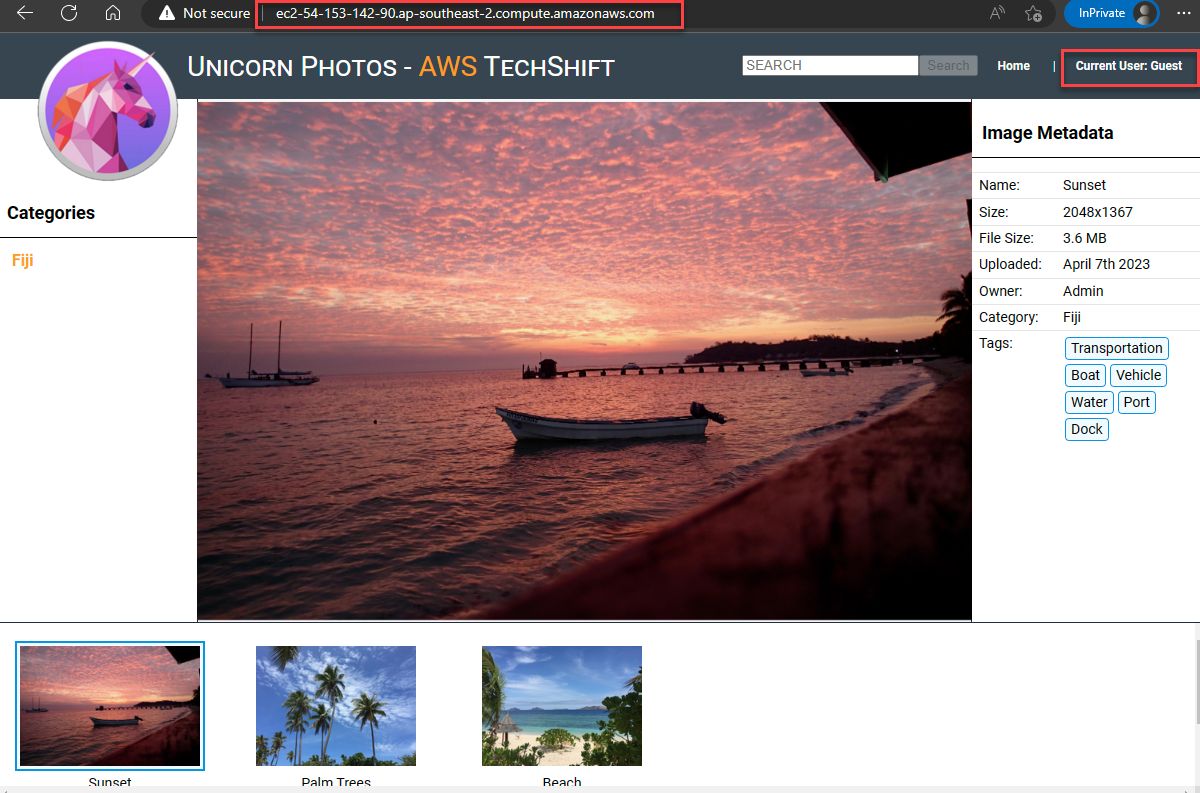 Not secure | ec2-54-153-142-90.ap-southeast-2.compute.amazonaws.com InPrivate
Unicorn Photos - AWS TechShift SEARCH Search Home | Current User: Guest
Categories
Fiji
Image Metadata
Name: Sunset
Size: 2048x1367
File Size: 3.6 MB
Uploaded: April 7th 2023
Owner: Admin
Category: Fiji
Tags: Transportation
Boat Vehicle
Water Port
Dock
Sunset Palm Trees Beach